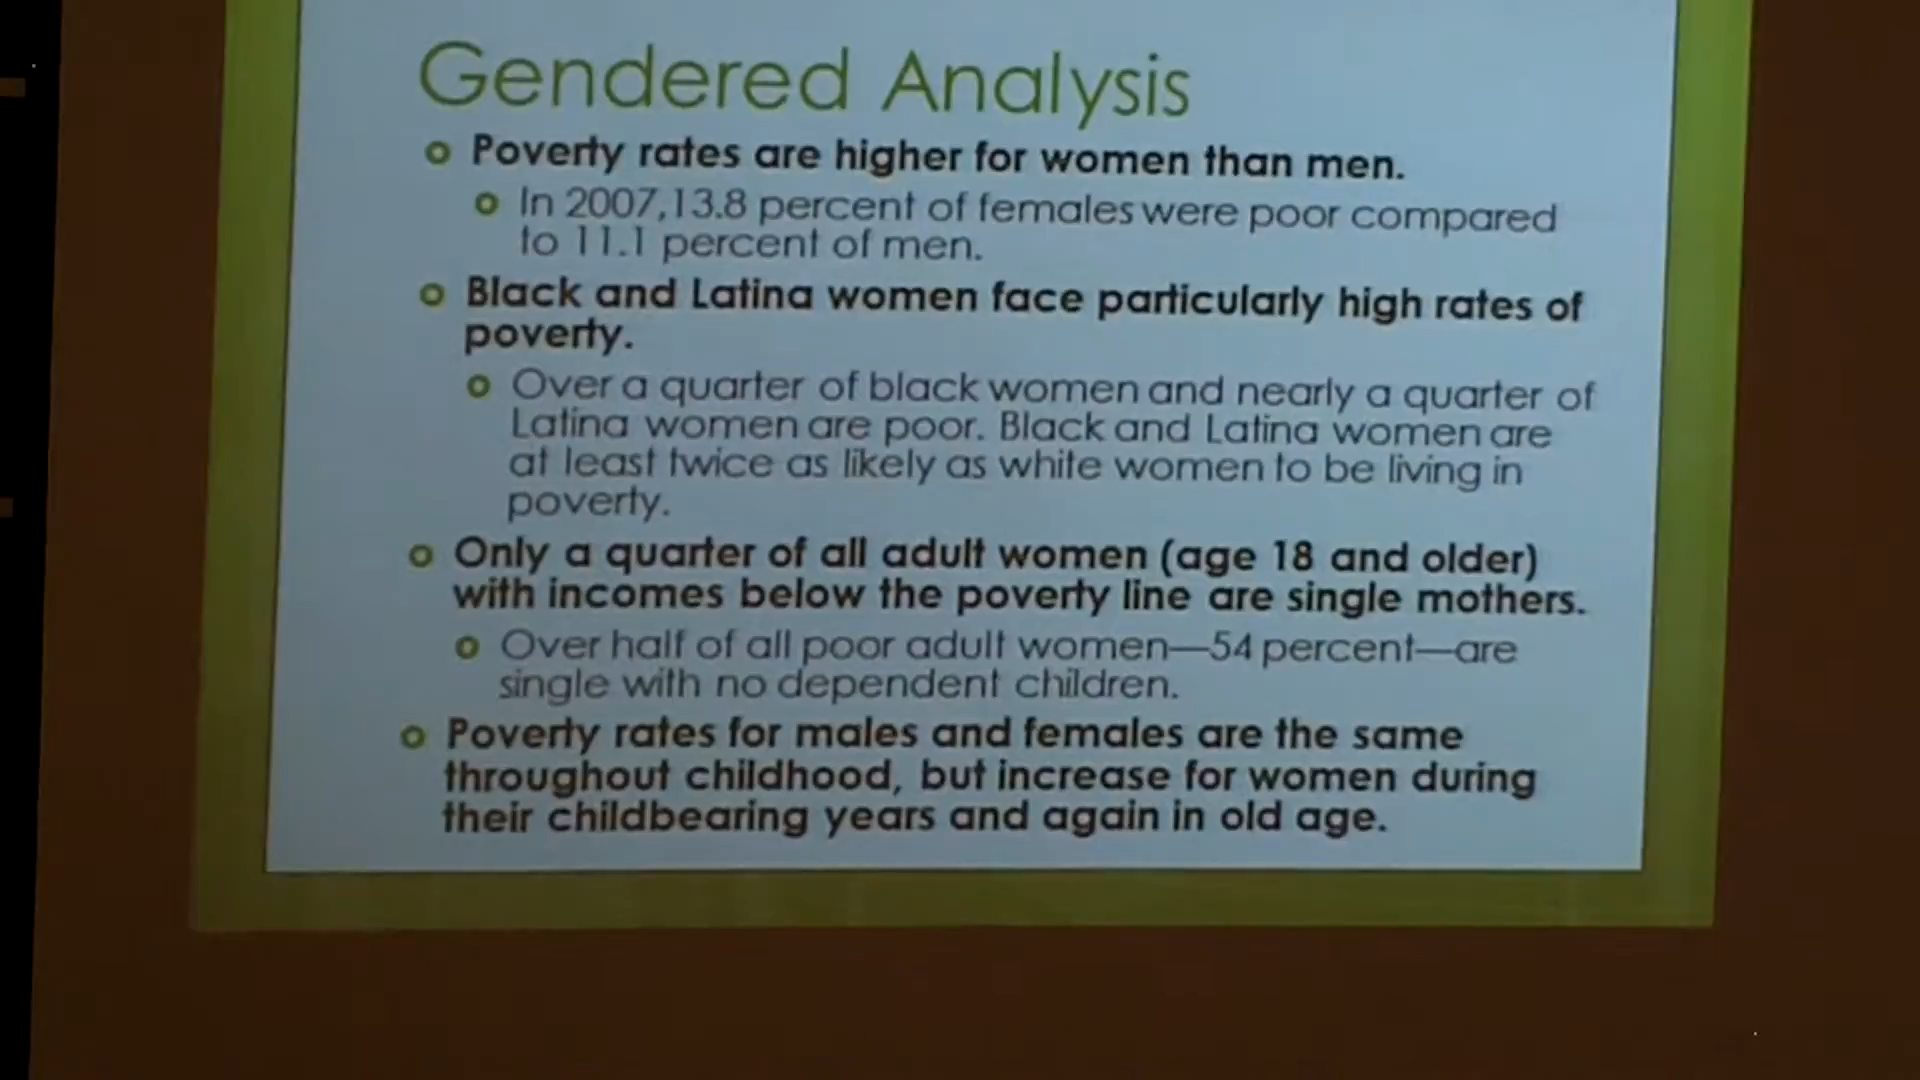 Gendered Analysis
Poverty rates are higher for women than men.
In 2007,13.8 percent of females were poor compared
to 11.1 percent of men.
Black and Latina women face particularly high rates of
poverty.
Over a quarter of black women and nearly a quarter of
Latina women are poor. Black and Latina women are
at least twice as likely as white women to be living in
poverty.
Only a quarter of all adult women (age 18 and older)
with incomes below the poverty line are single mothers.
Over half of all poor adult women—54 percent—are
single with no dependent children.
Poverty rates for males and females are the same
throughout childhood, but increase for women during
their childbearing years and again in old age.